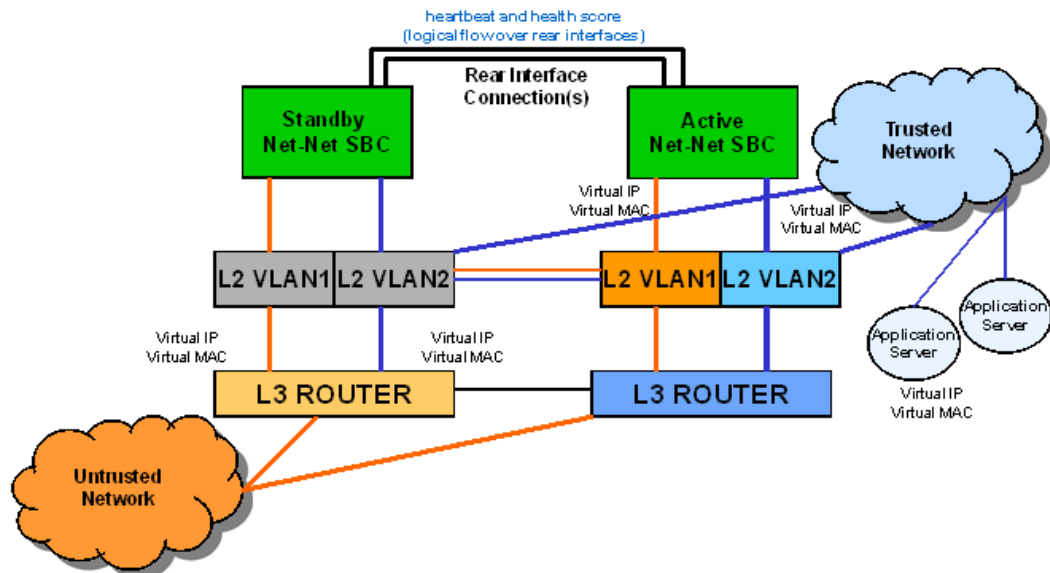 heartbeat and health score
(logical flow over rear interfaces)
Rear Interface
Connection(s)
Standby
Net-Net SBC
Active
Net-Net SBC
Trusted
Network
Virtual IP
Virtual MAC
Virtual IP
Virtual MAC
L2 VLAN1
L2 VLAN2
L2 VLAN1
L2 VLAN2
Application
Server
Application
Server
Virtual IP
Virtual MAC
Virtual IP
Virtual MAC
L3 ROUTER
L3 ROUTER
Virtual IP
Virtual MAC
Untrusted
Network